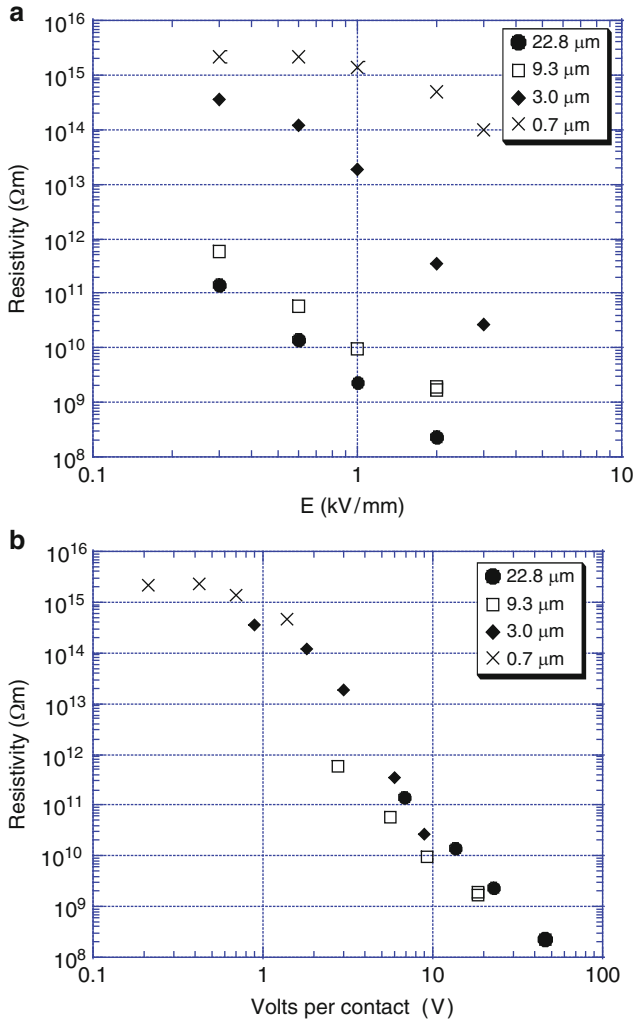 a
10^16
10^15
10^14
10^13
10^12
10^11
10^10
10^9
10^8
Resistivity (Ωm)
22.8 μm
9.3 μm
3.0 μm
0.7 μm
0.1
1
10
E (kV/mm)
b
10^16
10^15
10^14
10^13
10^12
10^11
10^10
10^9
10^8
Resistivity (Ωm)
22.8 μm
9.3 μm
3.0 μm
0.7 μm
0.1
1
10
100
Volts per contact (V)